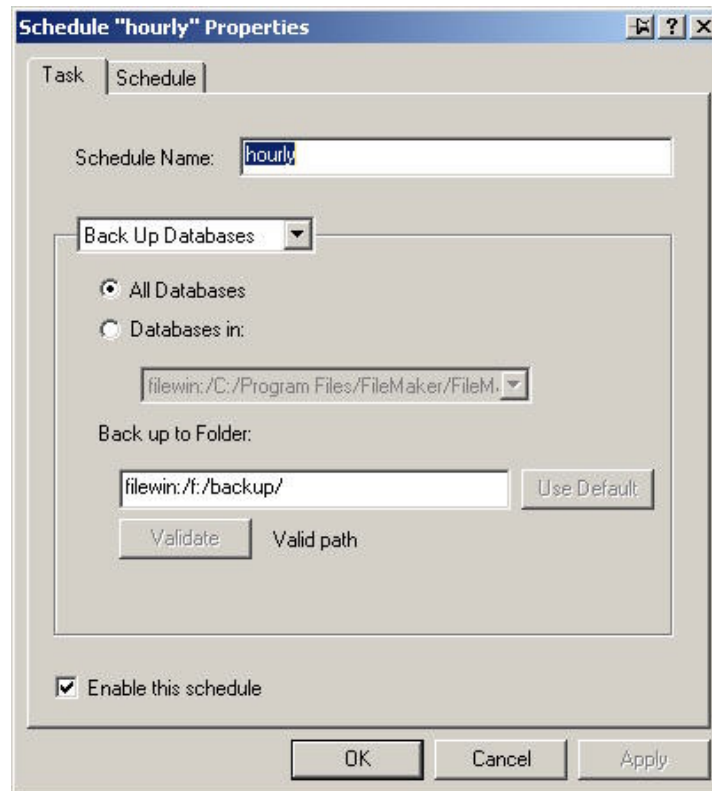 Schedule "hourly" Properties
Task Schedule
Schedule Name: hourly
Back Up Databases
All Databases
Databases in:
filewin:/C:/Program Files/FileMaker/FileM
Back up to Folder:
filewin:/f:/backup/ Use Default
Validate Valid path
Enable this schedule
OK Cancel Apply